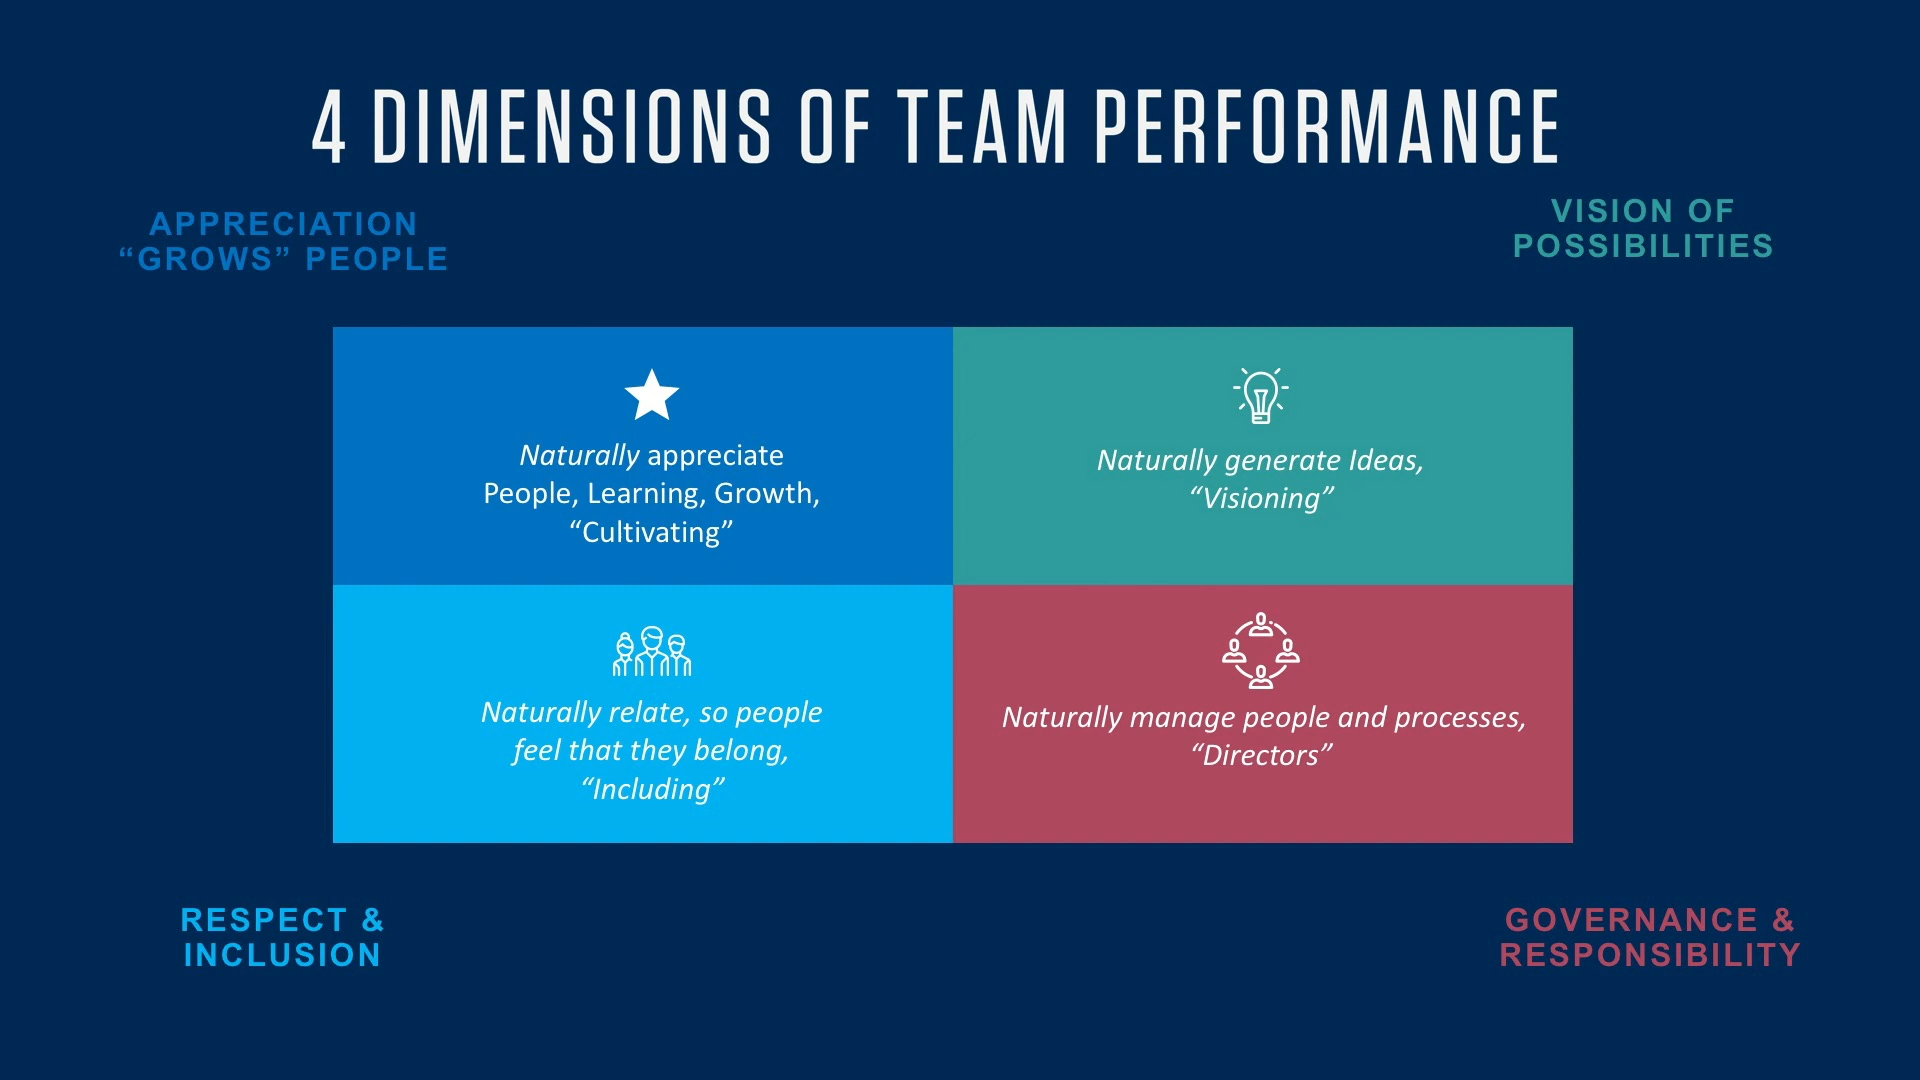 4 DIMENSIONS OF TEAM PERFORMANCE
APPRECIATION
“GROWS” PEOPLE
VISION OF
POSSIBILITIES
Naturally appreciate
People, Learning, Growth,
“Cultivating”
Naturally generate Ideas,
“Visioning”
Naturally relate, so people
feel that they belong,
“Including”
Naturally manage people and processes,
“Directors”
RESPECT &
INCLUSION
GOVERNANCE &
RESPONSIBILITY